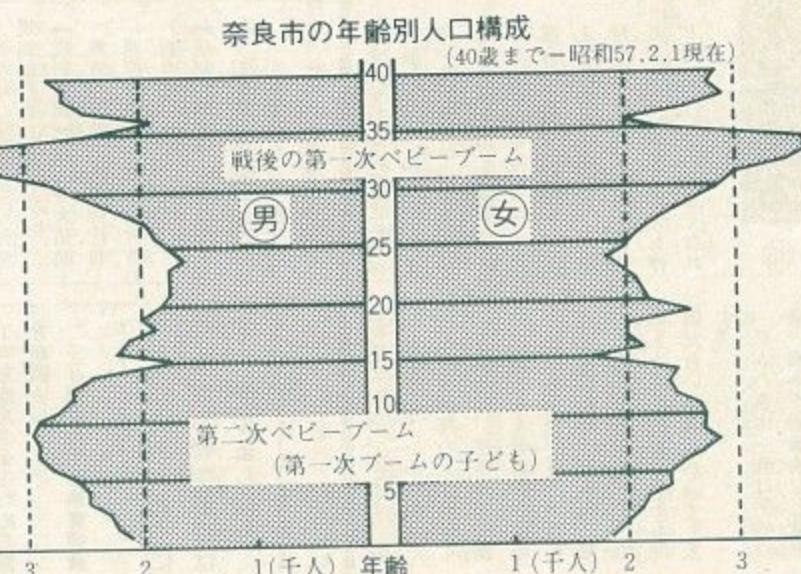 奈良市の年齢別人口構成
(40歳まで－昭和57.2.1現在)
40
35
戦後の第一次ベビーブーム
30
男
女
25
20
15
10
第二次ベビーブーム
(第一次ブームの子ども)
5
3 2 1(千人) 年齢 1(千人) 2 3